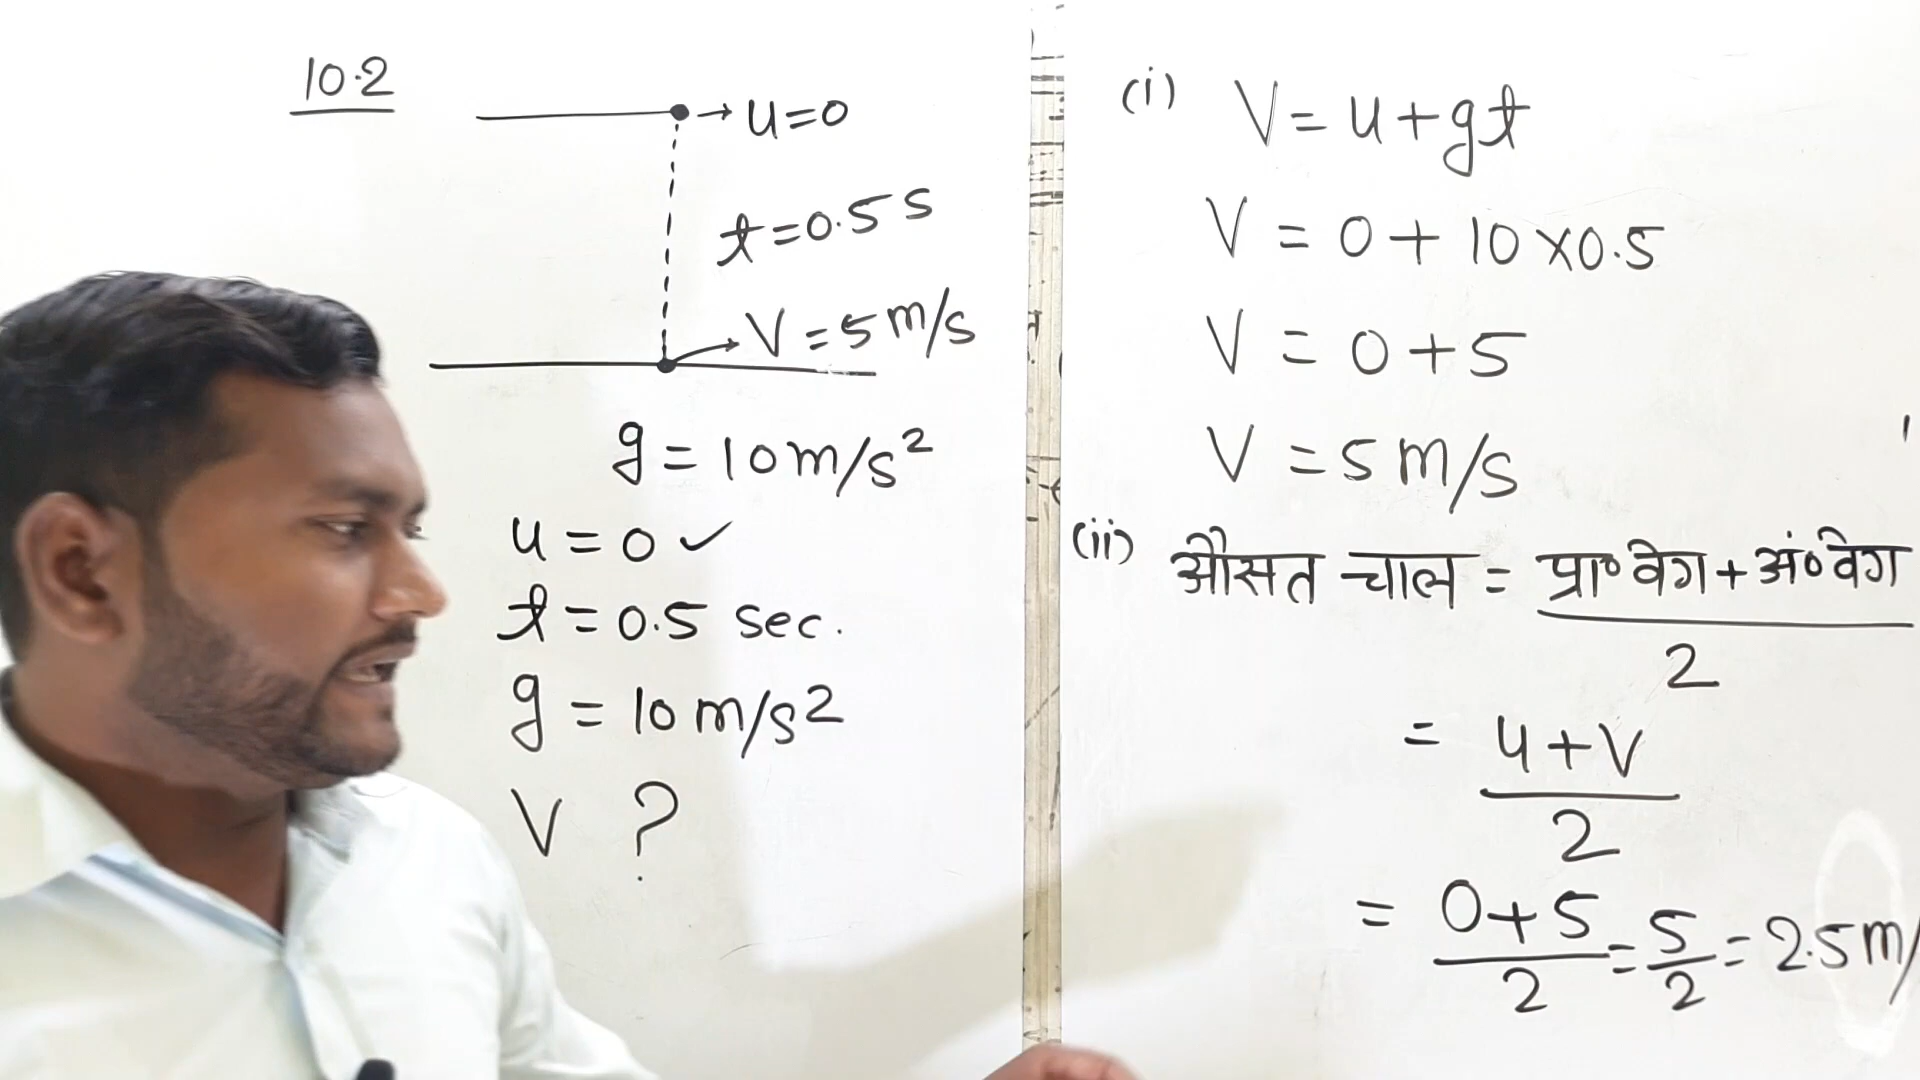 10.2
→ u=0
t=0.5 s
→ V = 5 m/s
g = 10 m/s²
u = 0 ✓
t = 0.5 sec.
g = 10 m/s²
V ?
(i) V = u+gt
V = 0 + 10 × 0.5
V = 0 + 5
V = 5 m/s
(ii) औसत चाल = प्रा० वेग + अं० वेग
2
= u+v
2
= 0+5 = 5 = 2.5 m/
2 2